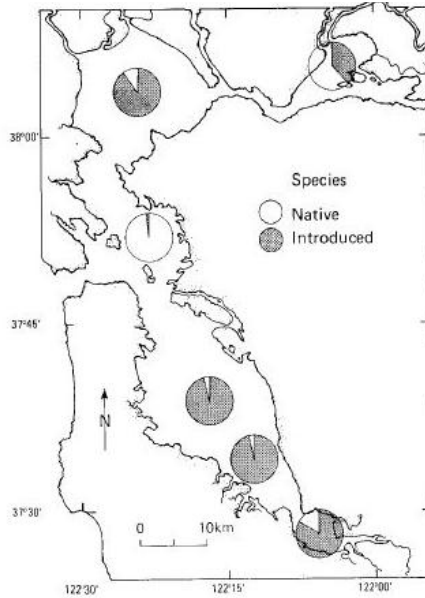 38°00'
Species
Native
Introduced
37°45'
N
37°30'
0 10km
122°30' 122°15' 122°00'